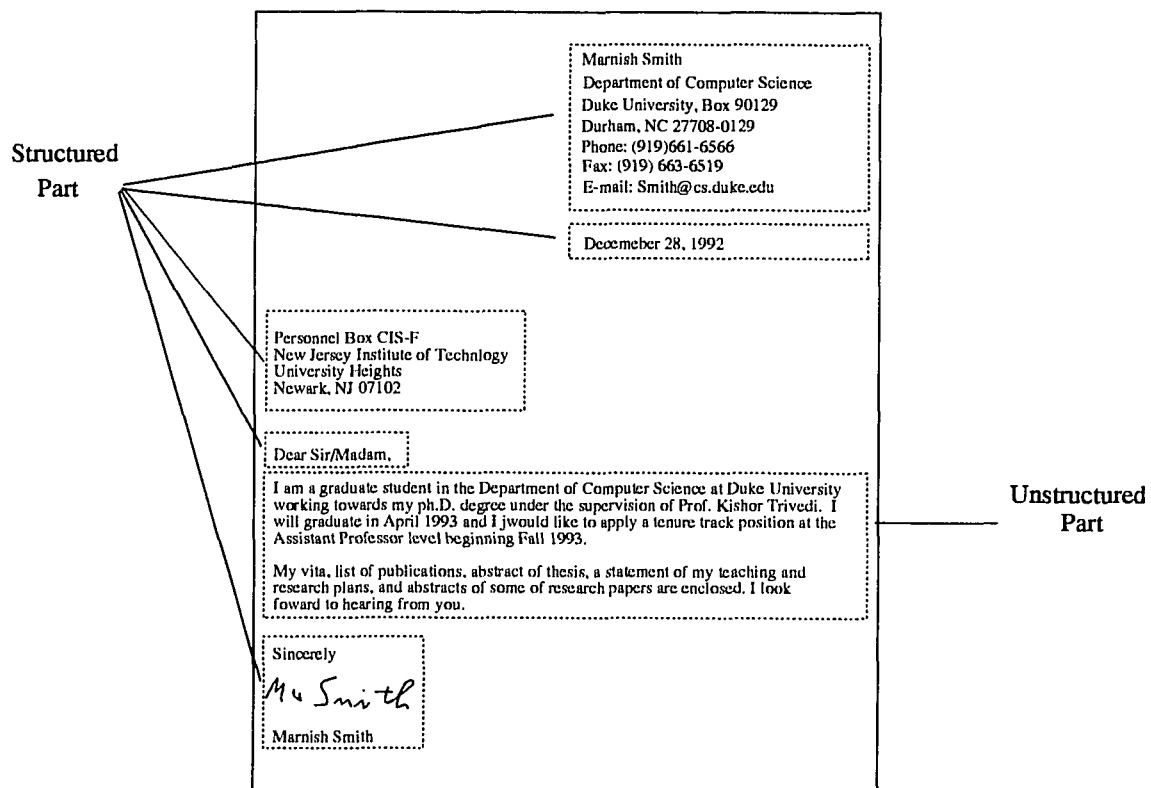 Marnish Smith
Department of Computer Science
Duke University, Box 90129
Durham, NC 27708-0129
Phone: (919)661-6566
Fax: (919) 663-6519
E-mail: Smith@cs.duke.edu
Decemeber 28, 1992
Structured
Part
Personnel Box CIS-F
New Jersey Institute of Technlogy
University Heights
Newark, NJ 07102
Dear Sir/Madam,
I am a graduate student in the Department of Computer Science at Duke University
working towards my ph.D. degree under the supervision of Prof. Kishor Trivedi. I
will graduate in April 1993 and I jwould like to apply a tenure track position at the
Assistant Professor level beginning Fall 1993.
My vita, list of publications, abstract of thesis, a statement of my teaching and
research plans, and abstracts of some of research papers are enclosed. I look
foward to hearing from you.
Unstructured
Part
Sincerely
Mu Smith
Marnish Smith